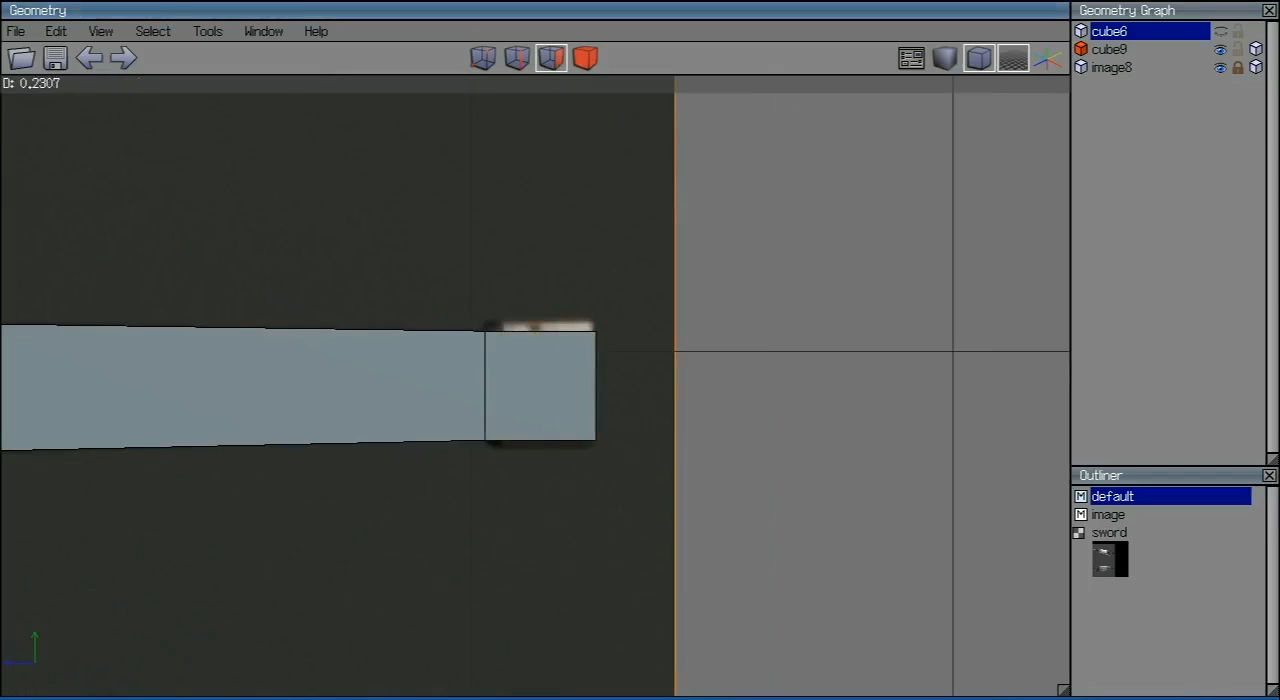 Geometry
Geometry Graph
File Edit View Select Tools Window Help
cube6
cube9
image8
D: 0,2307
Outliner
M default
M image
sword